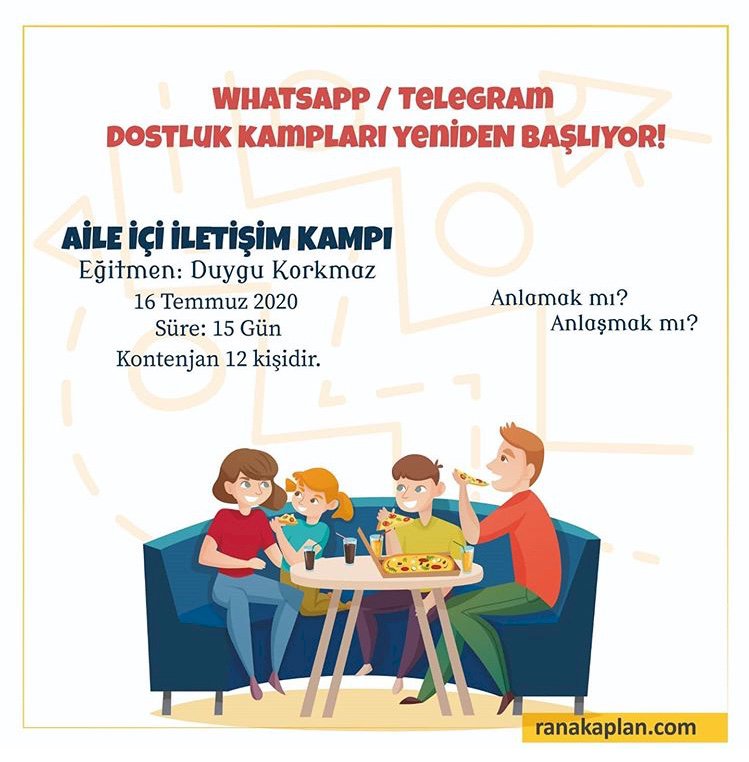 WHATSAPP / TELEGRAM
DOSTLUK KAMPLARI YENİDEN BAŞLIYOR!
AİLE İÇİ İLETİŞİM KAMPI
Eğitmen: Duygu Korkmaz
16 Temmuz 2020
Süre: 15 Gün
Kontenjan 12 kişidir.
Anlamak mı?
Anlaşmak mı?
ranakaplan.com